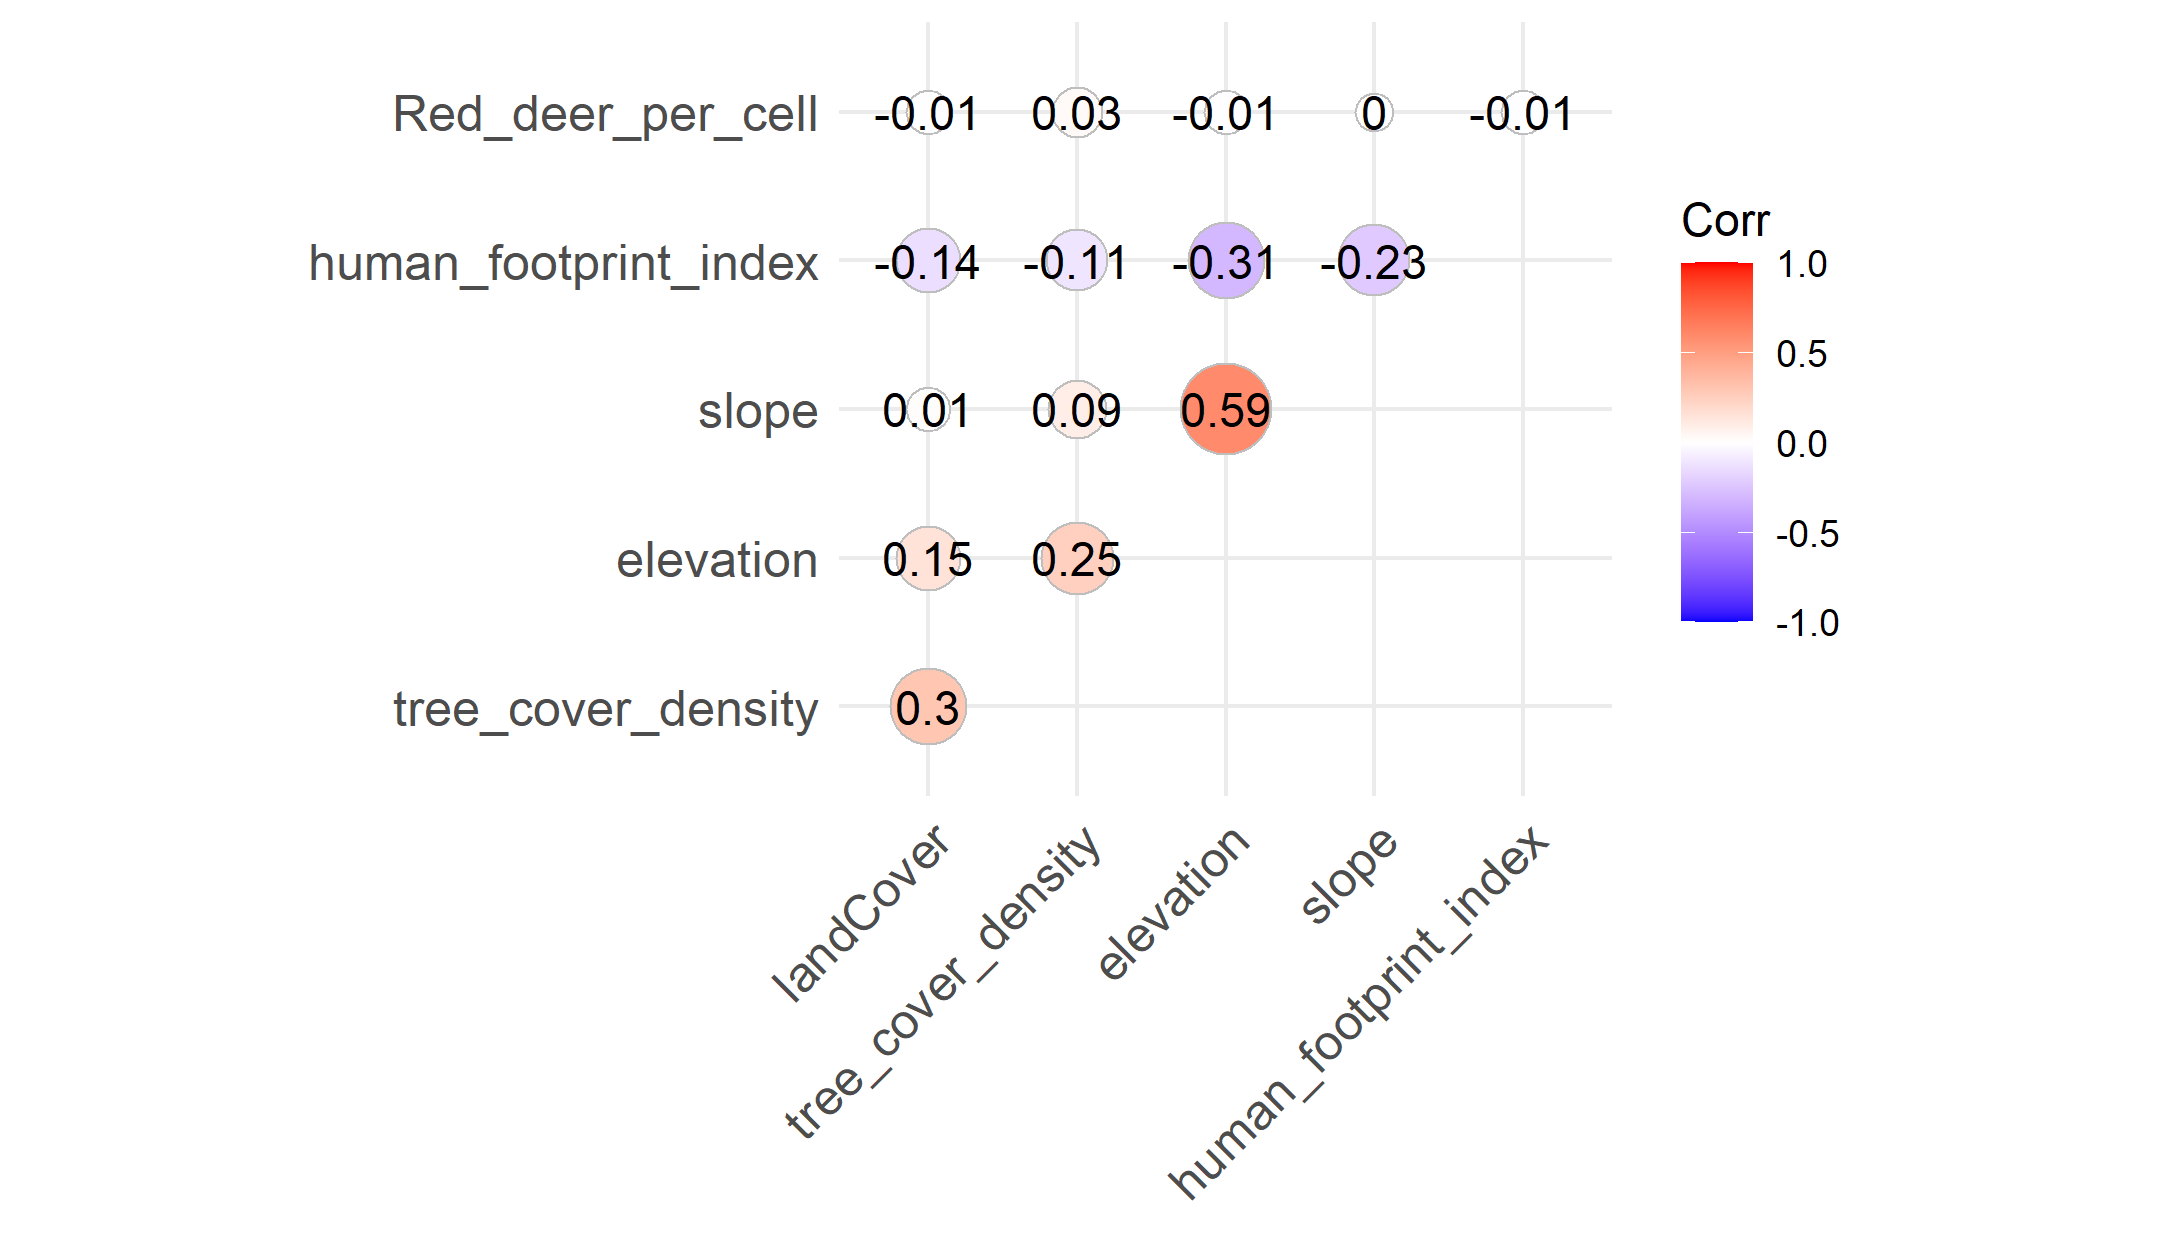 Red_deer_per_cell -0.01 0.03 -0.01 0 -0.01
human_footprint_index -0.14 -0.11 -0.31 -0.23
slope 0.01 0.09 0.59
elevation 0.15 0.25
tree_cover_density 0.3
landCover
tree_cover_density
elevation
slope
human_footprint_index
Corr
1.0
0.5
0.0
-0.5
-1.0